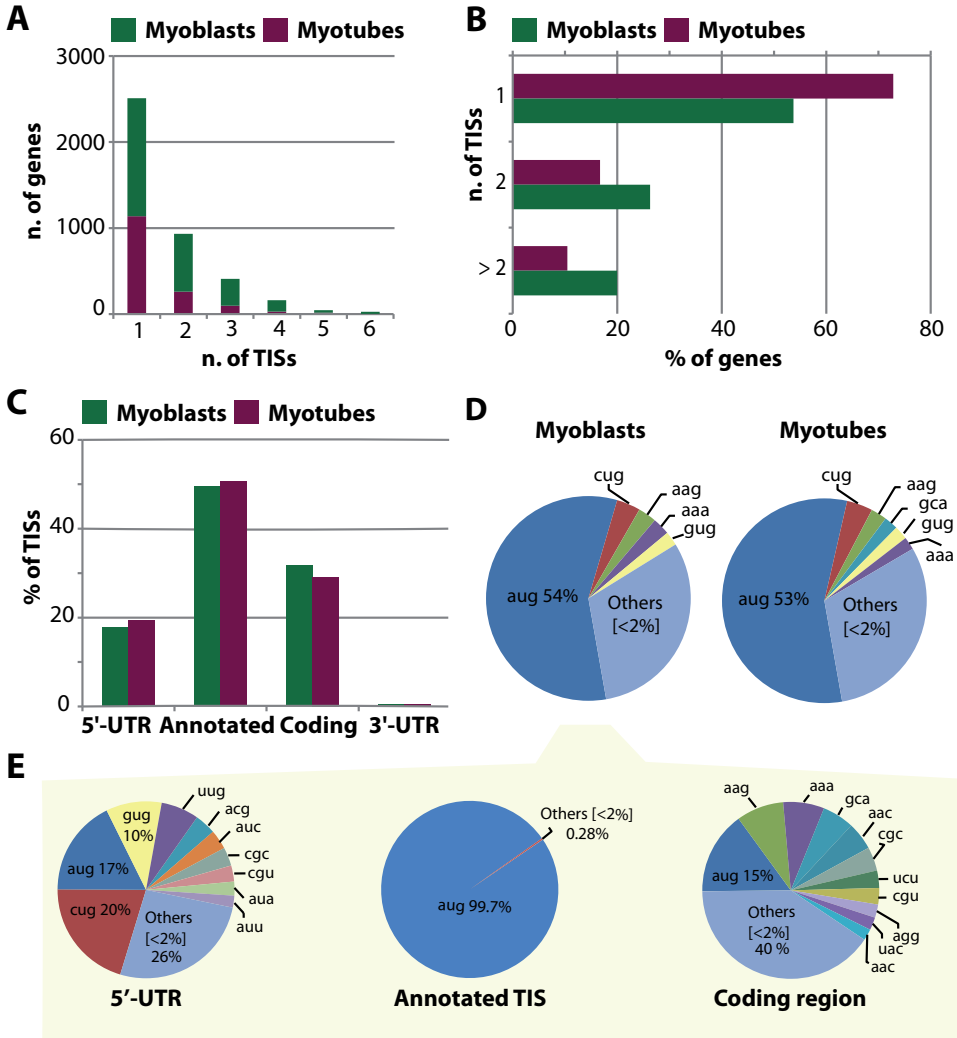 A
Myoblasts Myotubes
3000
2000
1000
0
n. of genes
1 2 3 4 5 6
n. of TISs
B
Myoblasts Myotubes
n. of TISs
1
2
> 2
0 20 40 60 80
% of genes
C
Myoblasts Myotubes
60
40
20
0
% of TISs
5'-UTR Annotated Coding 3'-UTR
D
Myoblasts
cug
aag
aaa
gug
aug 54%
Others
[<2%]
Myotubes
cug
aag
gca
gug
aaa
aug 53%
Others
[<2%]
E
gug
10%
uug
acg
auc
cgc
cgu
aua
auu
aug 17%
cug 20%
Others
[<2%]
26%
5′-UTR
Others [<2%]
0.28%
aug 99.7%
Annotated TIS
aag
aaa
gca
aac
cgc
ucu
cgu
agg
uac
aac
aug 15%
Others
[<2%]
40 %
Coding region